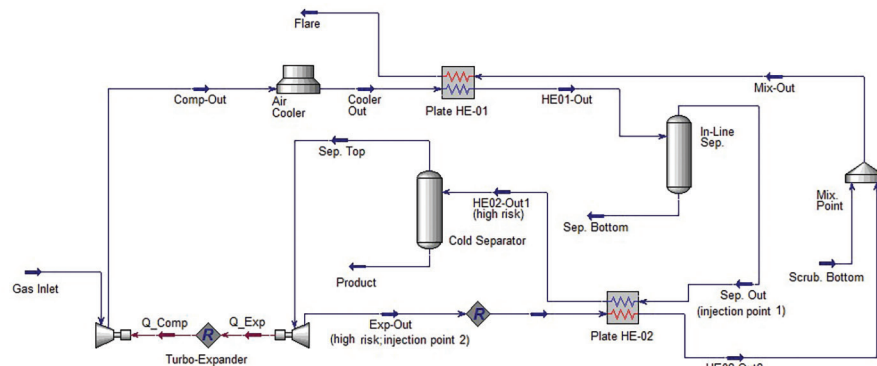 Flare
Comp-Out
Air
Cooler
Cooler
Out
Plate HE-01
HE01-Out
Mix-Out
In-Line
Sep.
Sep. Top
HE02-Out1
(high risk)
Cold Separator
Sep. Bottom
Mix.
Point
Product
Gas Inlet
Scrub. Bottom
Sep. Out
(injection point 1)
Q_Comp
R
Q_Exp
Turbo-Expander
Exp-Out
(high risk; injection point 2)
R
Plate HE-02